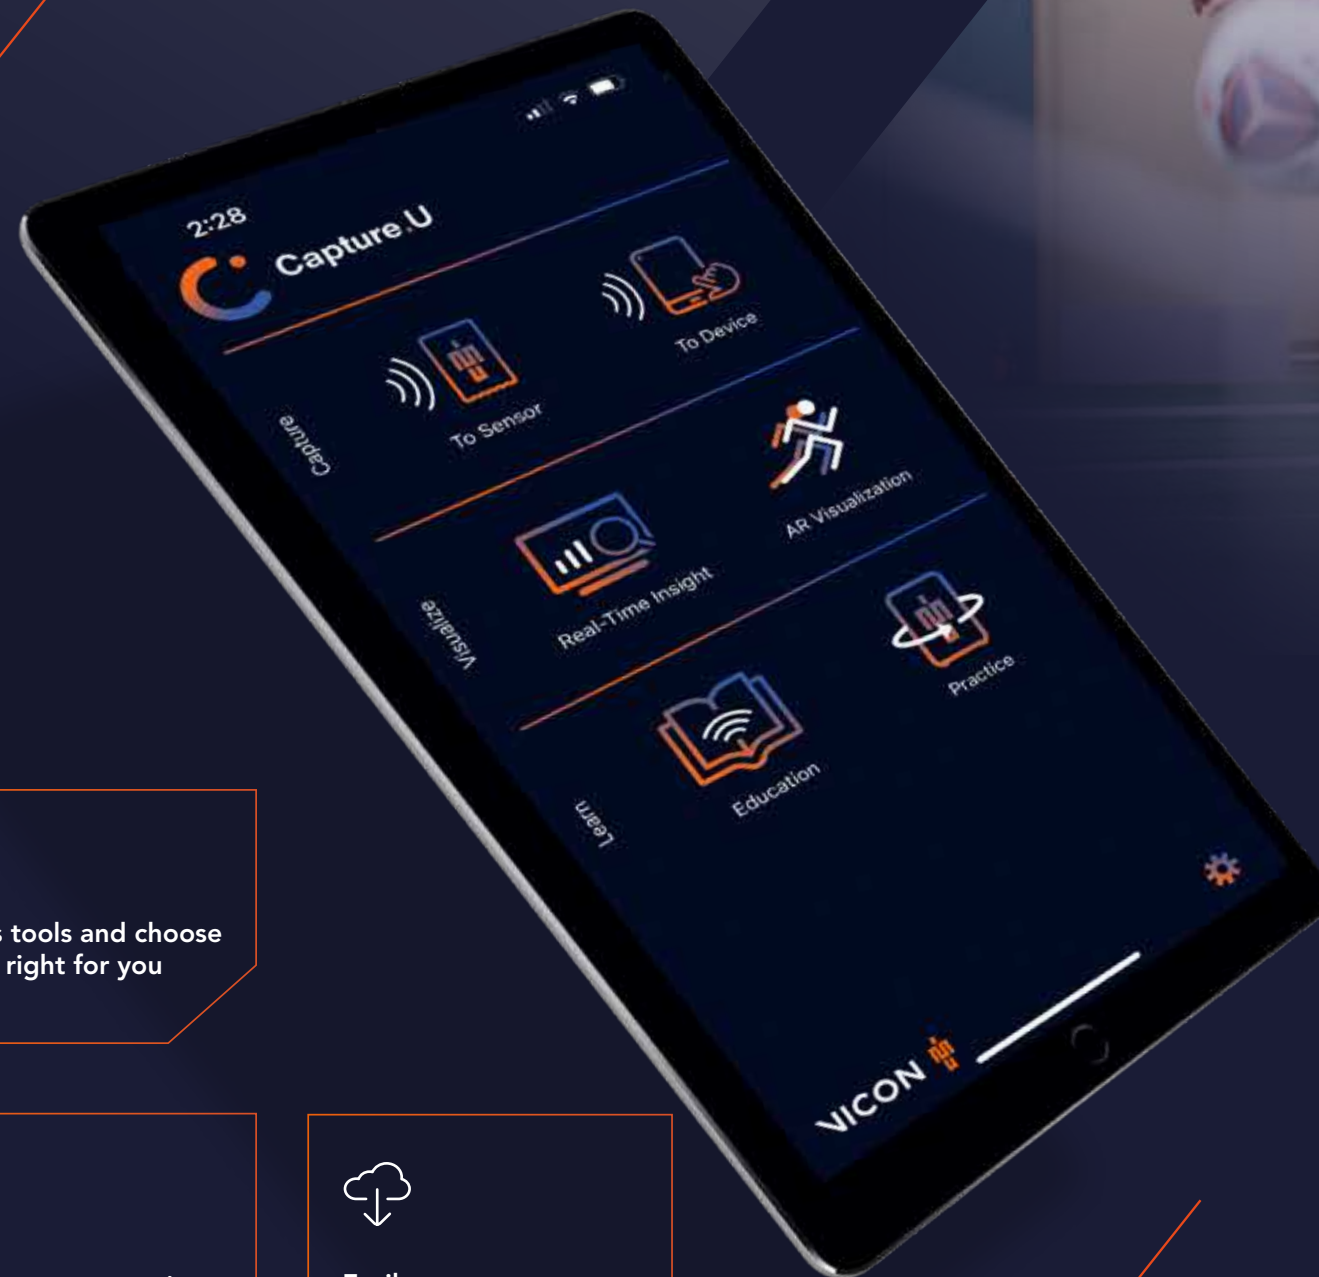 2:28
Capture.U
Capture
To Sensor
To Device
Visualize
Real-Time Insight
AR Visualization
Learn
Education
Practice
VICON
tools and choose
right for you